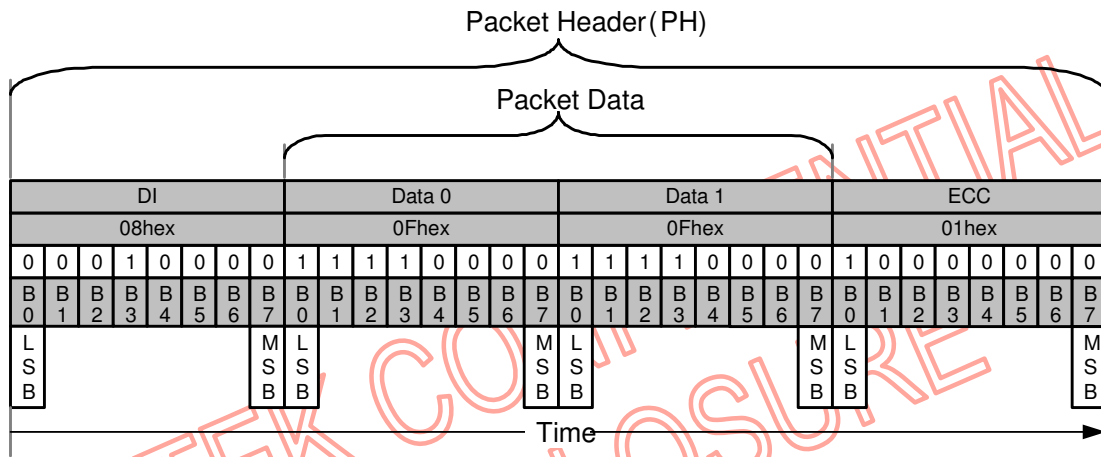 Packet Header(PH)
Packet Data
DI Data 0 Data 1 ECC
08hex 0Fhex 0Fhex 01hex
0 0 0 1 0 0 0 0 1 1 1 1 0 0 0 0 1 1 1 1 0 0 0 0 1 0 0 0 0 0 0 0
B0 B1 B2 B3 B4 B5 B6 B7 B0 B1 B2 B3 B4 B5 B6 B7 B0 B1 B2 B3 B4 B5 B6 B7 B0 B1 B2 B3 B4 B5 B6 B7
LSB MSB LSB MSB LSB MSB LSB MSB
Time